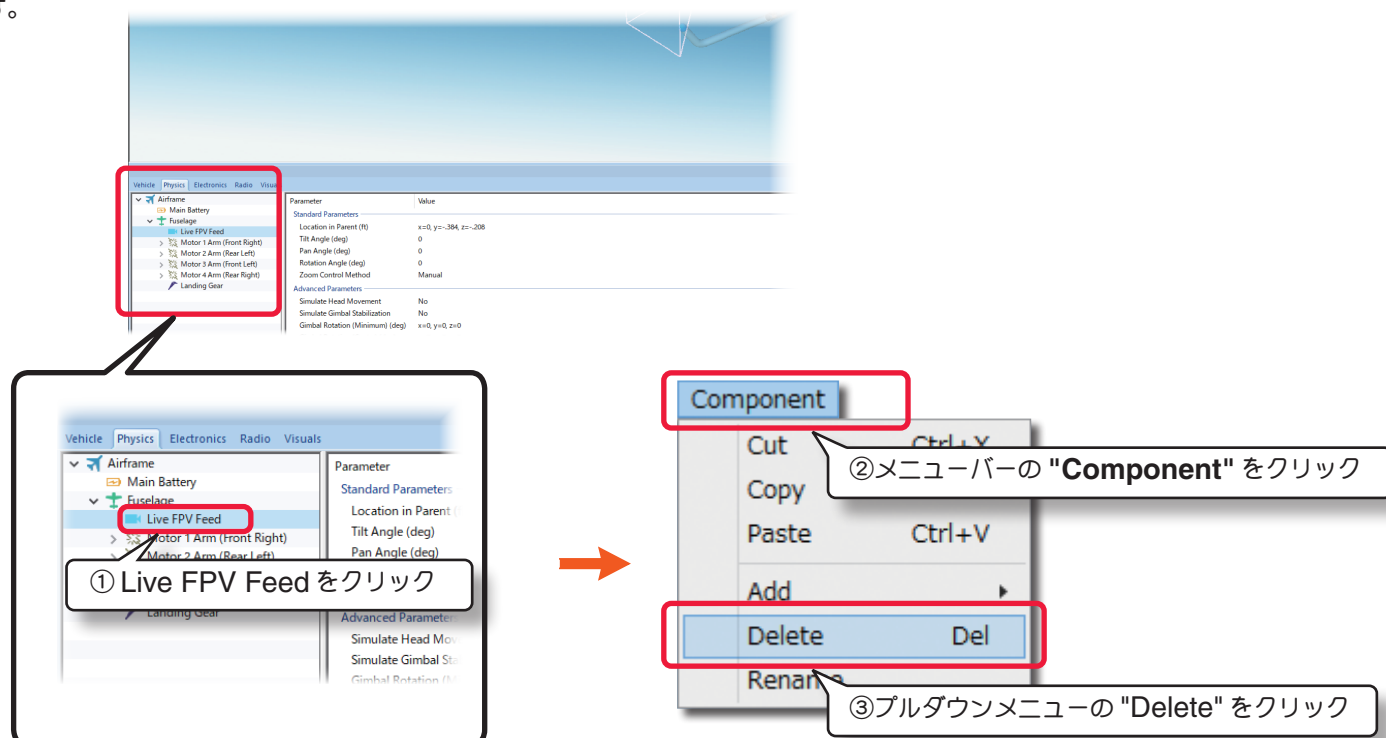 す。
Vehicle Physics Electronics Radio Visua
Airframe
Main Battery
Fuselage
Live FPV Feed
Motor 1 Arm (Front Right)
Motor 2 Arm (Rear Left)
Motor 3 Arm (Front Left)
Motor 4 Arm (Rear Right)
Landing Gear
Parameter Value
Standard Parameters
Location in Parent (ft) x=0, y=-.384, z=-.208
Tilt Angle (deg) 0
Pan Angle (deg) 0
Rotation Angle (deg) 0
Zoom Control Method Manual
Advanced Parameters
Simulate Head Movement No
Simulate Gimbal Stabilization No
Gimbal Rotation (Minimum) (deg) x=0, y=0, z=0
Vehicle Physics Electronics Radio Visuals
Airframe
Main Battery
Fuselage
Live FPV Feed
Motor 1 Arm (Front Right)
Motor 2 Arm (Rear Left)
Landing Gear
Parameter
Standard Parameters
Location in Parent
Tilt Angle (deg)
Pan Angle (deg)
Advanced Parameter
Simulate Head Mov
Simulate Gimbal Sta
Gimbal Rotation
① Live FPV Feed をクリック
Component
Cut Ctrl+X
Copy
Paste Ctrl+V
Add
Delete Del
Rename
②メニューバーの "Component" をクリック
③プルダウンメニューの "Delete" をクリック